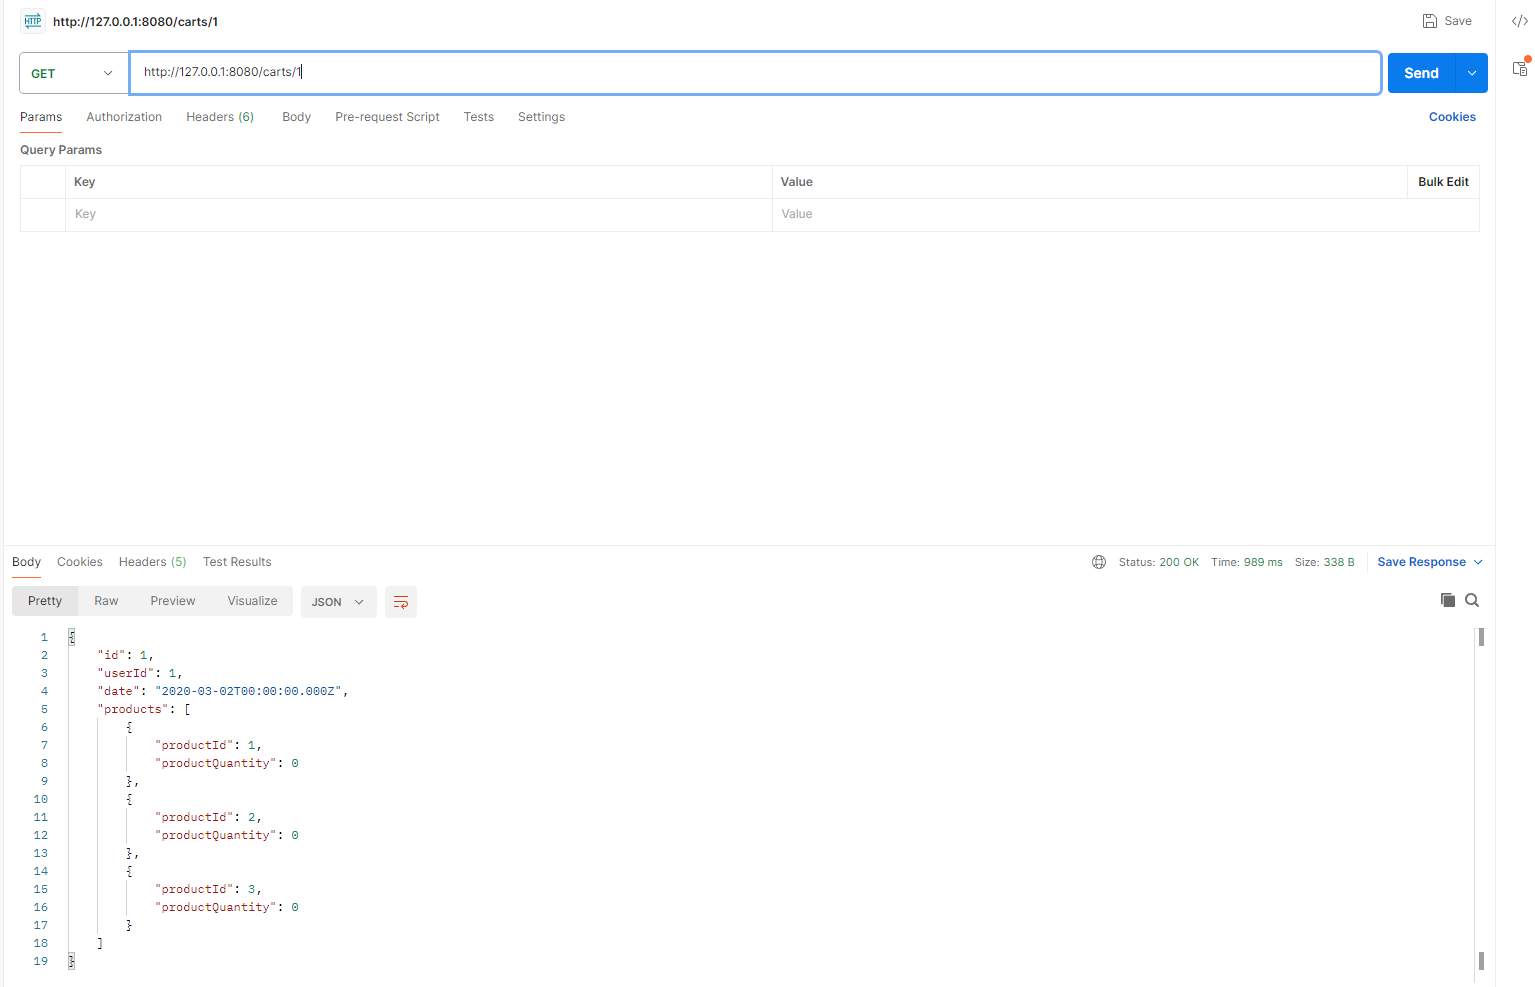 HTTP http://127.0.0.1:8080/carts/1 Save
GET http://127.0.0.1:8080/carts/1 Send
Params Authorization Headers (6) Body Pre-request Script Tests Settings Cookies
Query Params
Key Value Bulk Edit
Key Value
Body Cookies Headers (5) Test Results Status: 200 OK Time: 989 ms Size: 338 B Save Response
Pretty Raw Preview Visualize JSON
1 {
2 "id": 1,
3 "userId": 1,
4 "date": "2020-03-02T00:00:00.000Z",
5 "products": [
6 {
7 "productId": 1,
8 "productQuantity": 0
9 },
10 {
11 "productId": 2,
12 "productQuantity": 0
13 },
14 {
15 "productId": 3,
16 "productQuantity": 0
17 }
18 ]
19 }